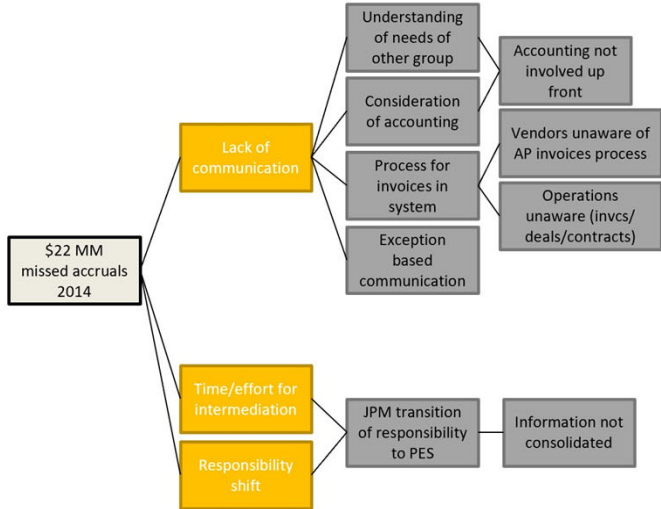 Understanding
of needs of
other group
Accounting not
involved up
front
Consideration
of accounting
Lack of
communication
Vendors unaware of
AP invoices process
Process for
invoices in
system
Operations
unaware (invcs/
deals/contracts)
Exception
based
communication
$22 MM
missed accruals
2014
Time/effort for
intermediation
JPM transition
of responsibility
to PES
Information not
consolidated
Responsibility
shift